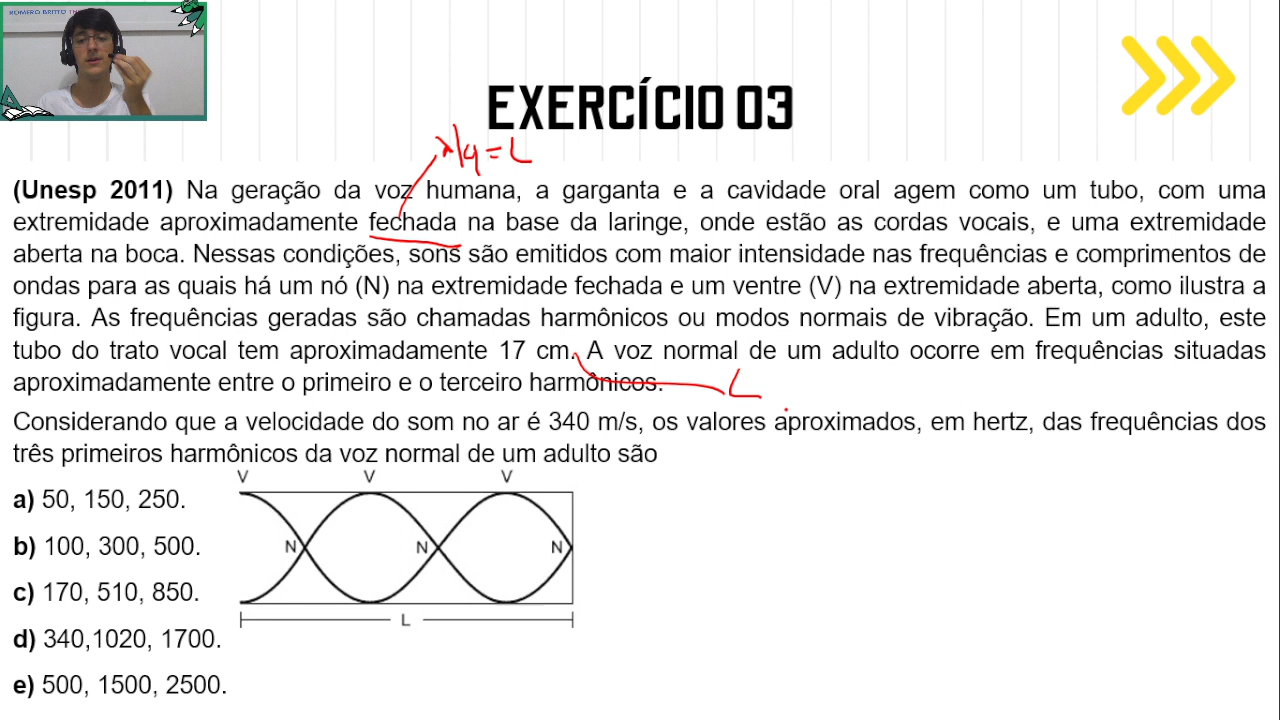 ROMERO BRITTO
EXERCÍCIO 03
λ/4 = L
(Unesp 2011) Na geração da voz humana, a garganta e a cavidade oral agem como um tubo, com uma
extremidade aproximadamente fechada na base da laringe, onde estão as cordas vocais, e uma extremidade
aberta na boca. Nessas condições, sons são emitidos com maior intensidade nas frequências e comprimentos de
ondas para as quais há um nó (N) na extremidade fechada e um ventre (V) na extremidade aberta, como ilustra a
figura. As frequências geradas são chamadas harmônicos ou modos normais de vibração. Em um adulto, este
tubo do trato vocal tem aproximadamente 17 cm. A voz normal de um adulto ocorre em frequências situadas
aproximadamente entre o primeiro e o terceiro harmônicos.
L
Considerando que a velocidade do som no ar é 340 m/s, os valores aproximados, em hertz, das frequências dos
três primeiros harmônicos da voz normal de um adulto são
V V V
a) 50, 150, 250.
b) 100, 300, 500.
N N N
c) 170, 510, 850.
L
d) 340,1020, 1700.
e) 500, 1500, 2500.